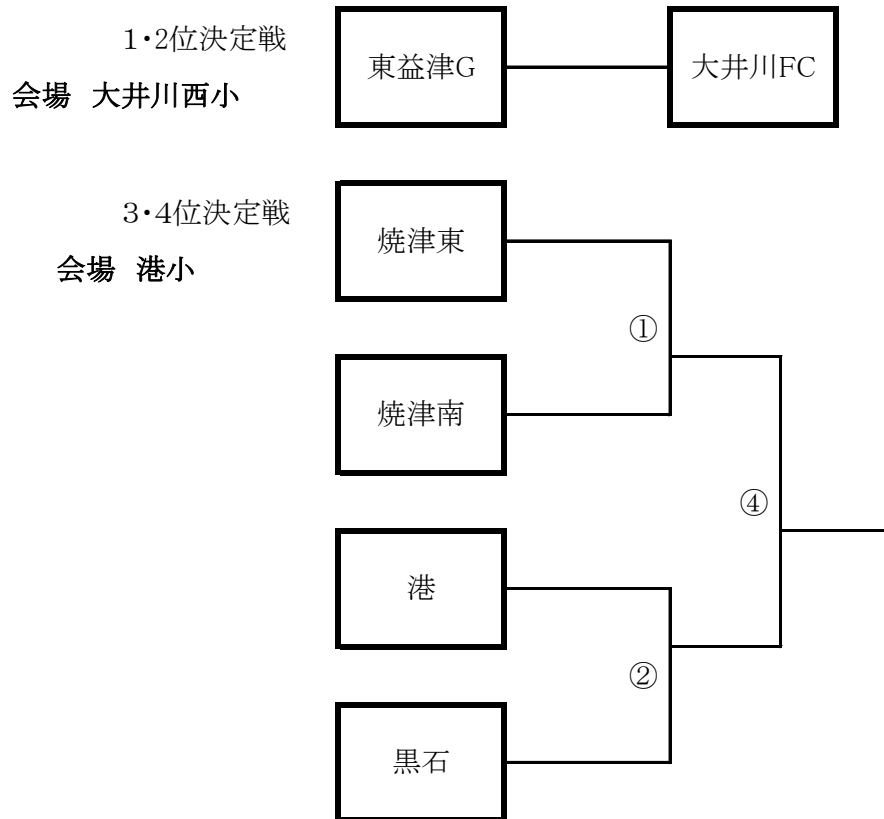 1・2位決定戦
東益津G
大井川FC
会場 大井川西小
3・4位決定戦
焼津東
会場 港小
①
焼津南
④
港
②
黒石